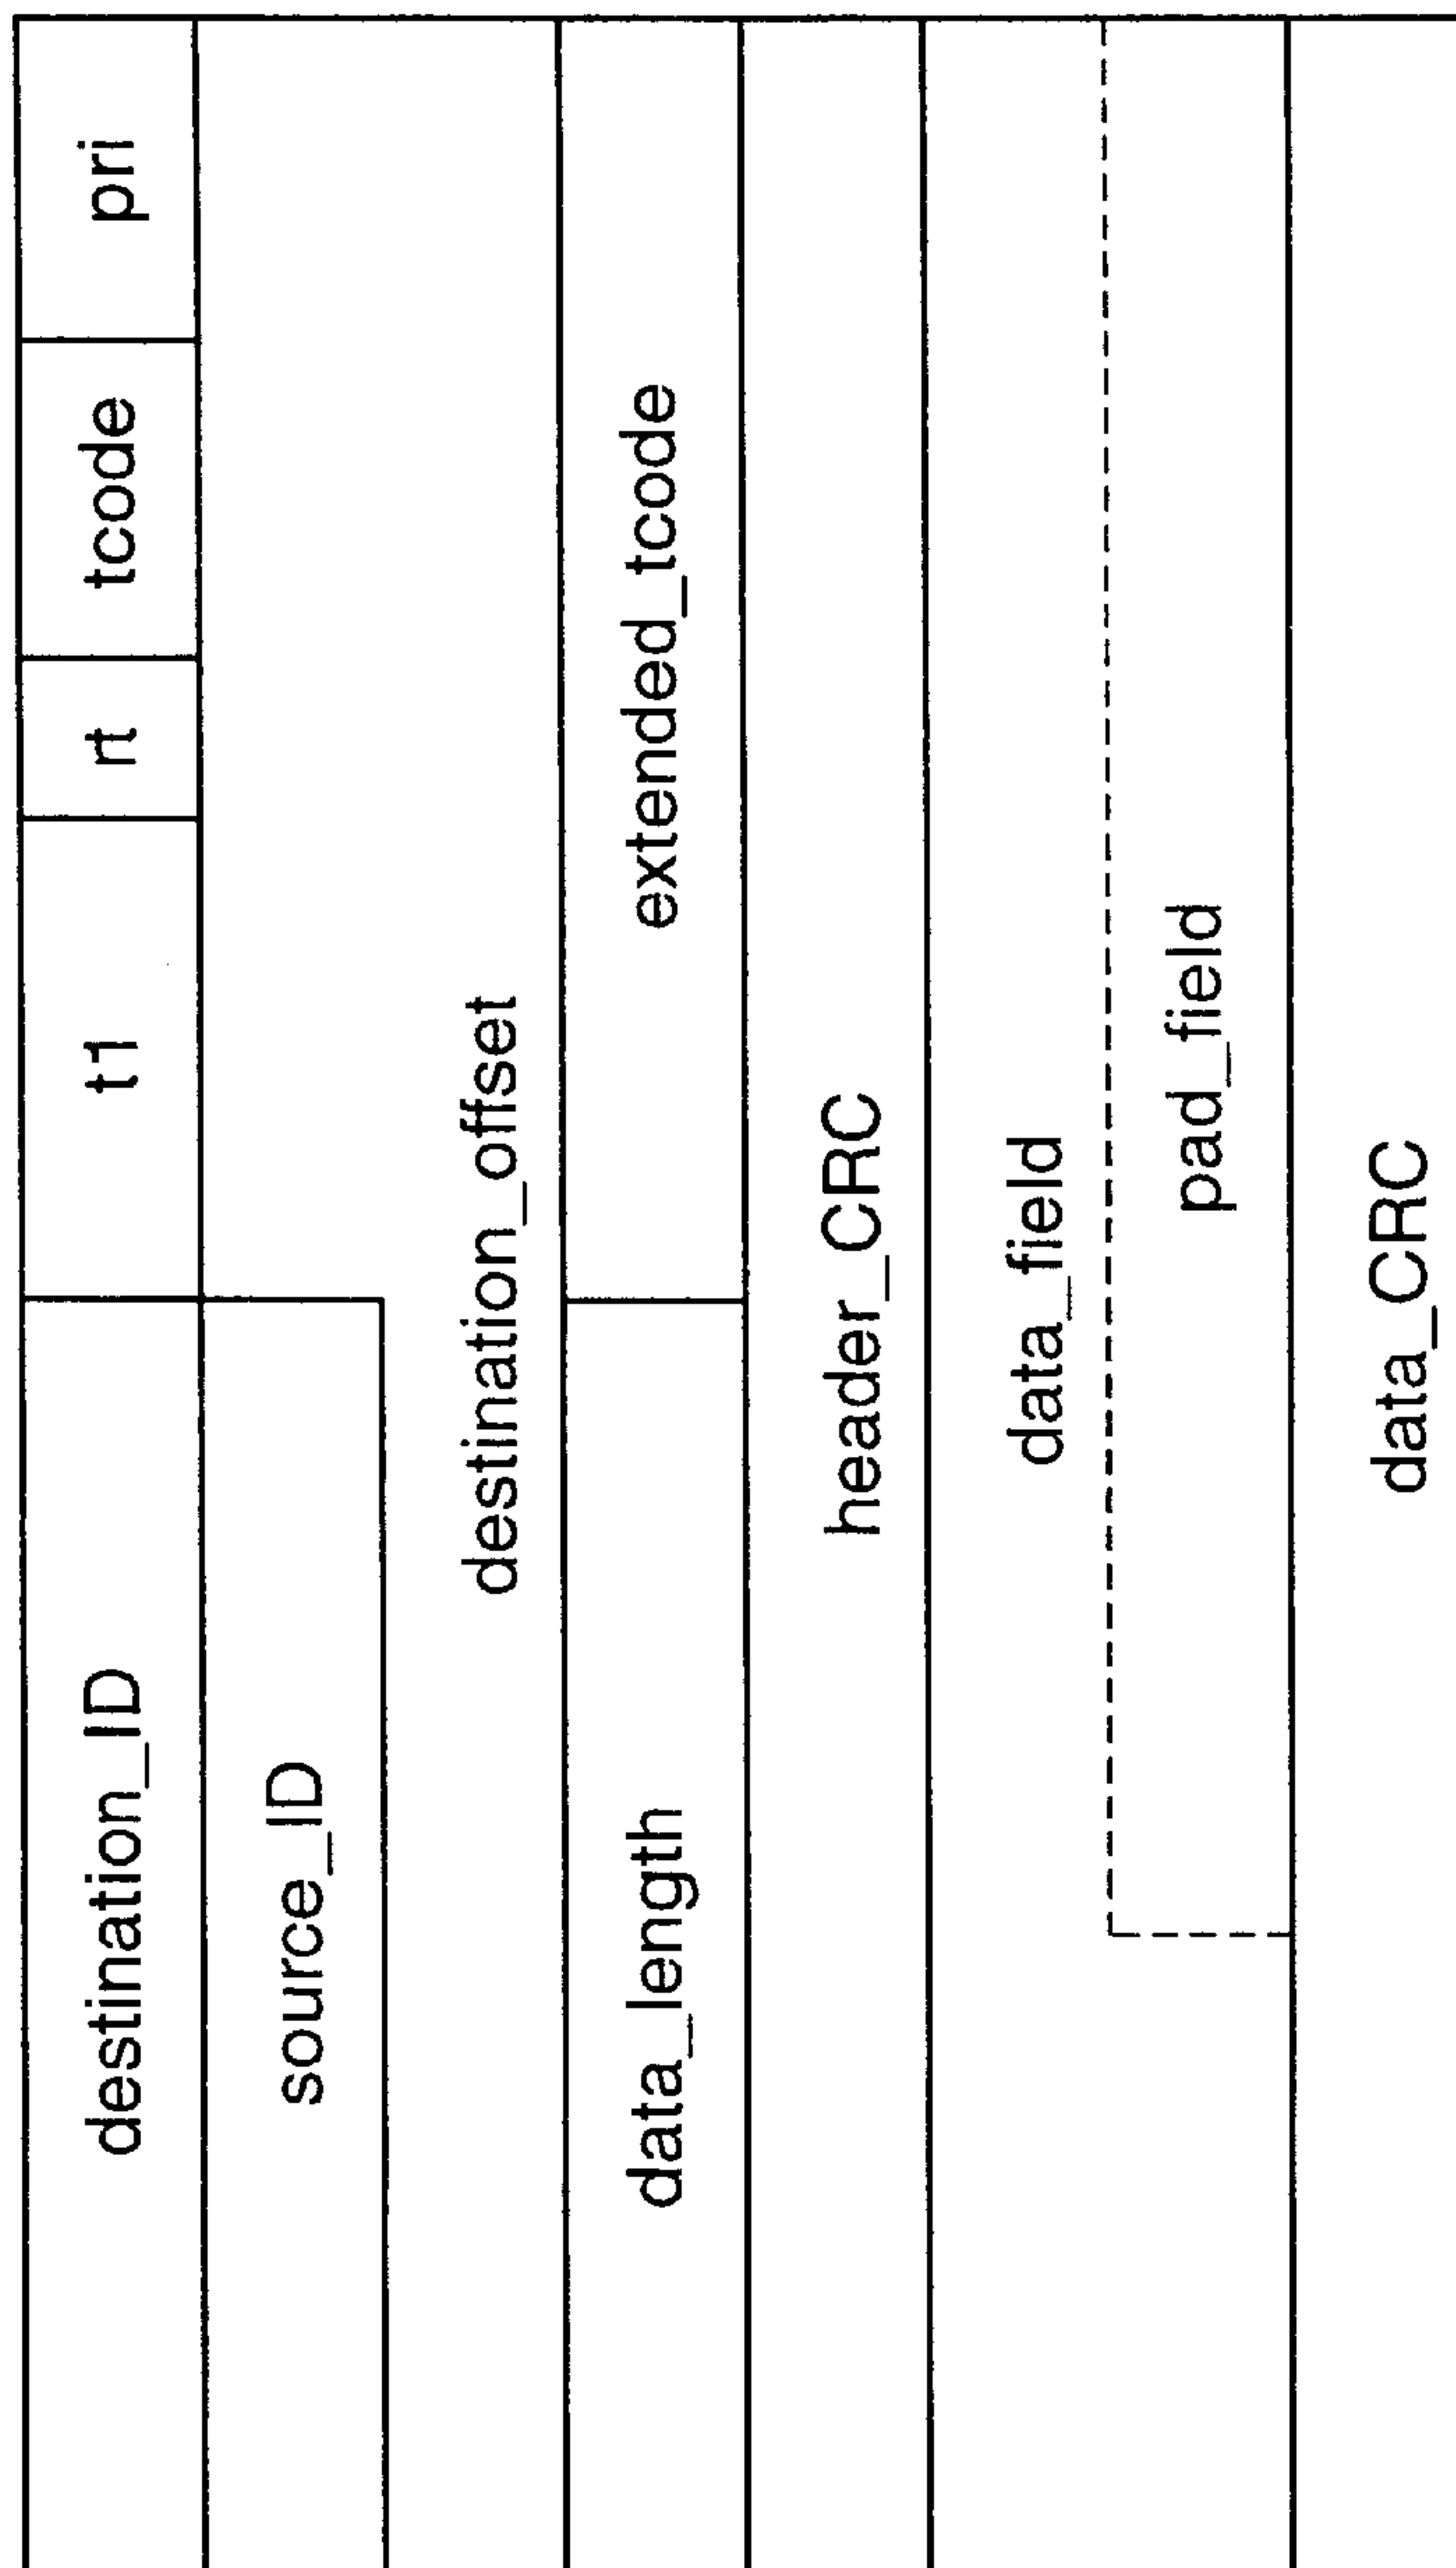 destination_ID t1 rt tcode pri
source_ID
destination_offset
data_length extended_tcode
header_CRC
data_field
pad_field
data_CRC